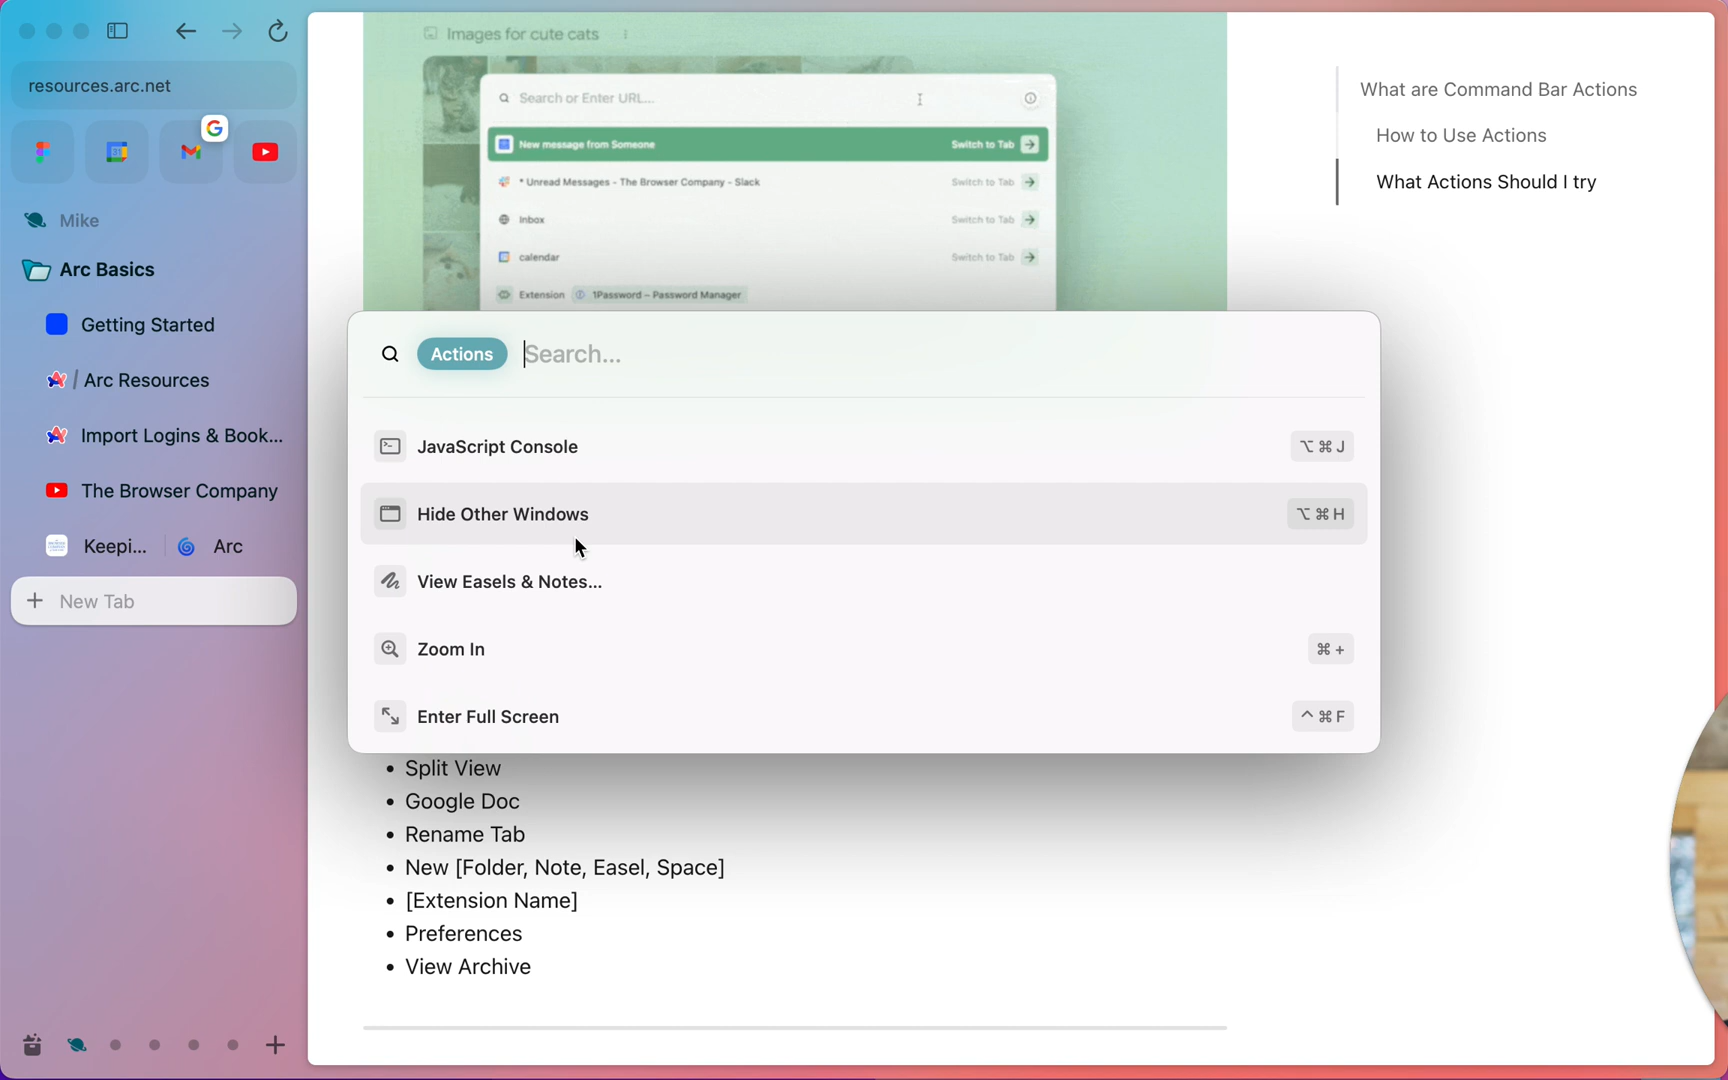 resources.arc.net
31
G
Mike
Arc Basics
Getting Started
/ Arc Resources
Import Logins & Book...
The Browser Company
Keepi...
Arc
+ New Tab
Images for cute cats
Search or Enter URL...
New message from Someone Switch to Tab →
* Unread Messages - The Browser Company - Slack Switch to Tab →
Inbox Switch to Tab →
calendar Switch to Tab →
Extension 1Password – Password Manager
Actions Search...
JavaScript Console ⌥ ⌘ J
Hide Other Windows ⌥ ⌘ H
View Easels & Notes...
Zoom In ⌘ +
Enter Full Screen ^ ⌘ F
• Split View
• Google Doc
• Rename Tab
• New [Folder, Note, Easel, Space]
• [Extension Name]
• Preferences
• View Archive
What are Command Bar Actions
How to Use Actions
What Actions Should I try